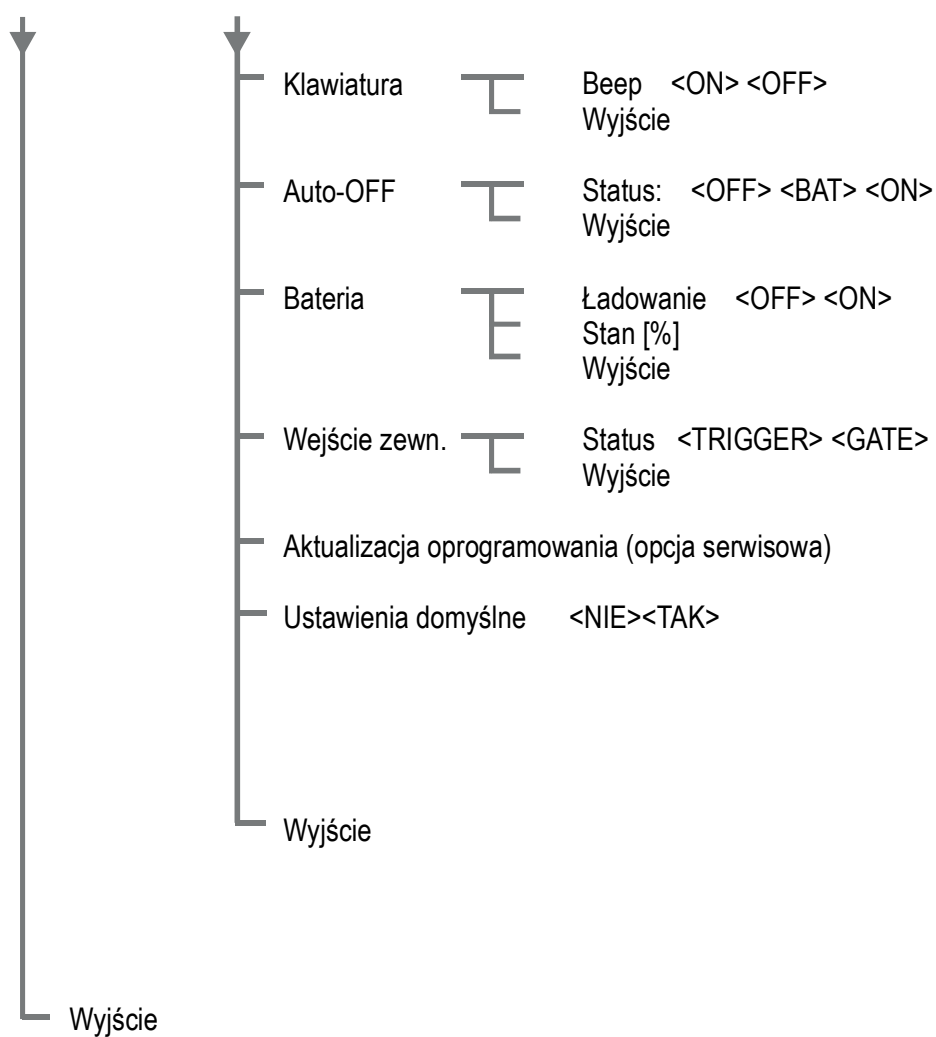 Klawiatura Beep <ON> <OFF>
Wyjście
Auto-OFF Status: <OFF> <BAT> <ON>
Wyjście
Bateria Ładowanie <OFF> <ON>
Stan [%]
Wyjście
Wejście zewn. Status <TRIGGER> <GATE>
Wyjście
Aktualizacja oprogramowania (opcja serwisowa)
Ustawienia domyślne <NIE><TAK>
Wyjście
Wyjście